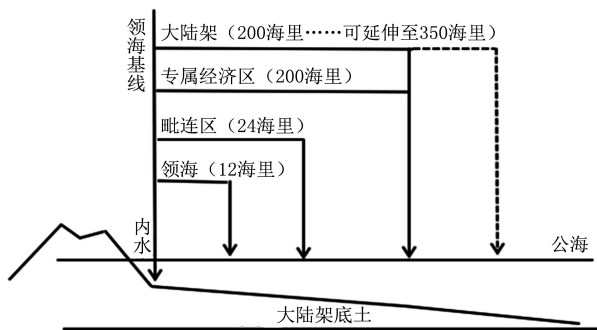 领海基线
大陆架（200海里……可延伸至350海里）
专属经济区（200海里）
毗连区（24海里）
领海（12海里）
内水
公海
大陆架底土